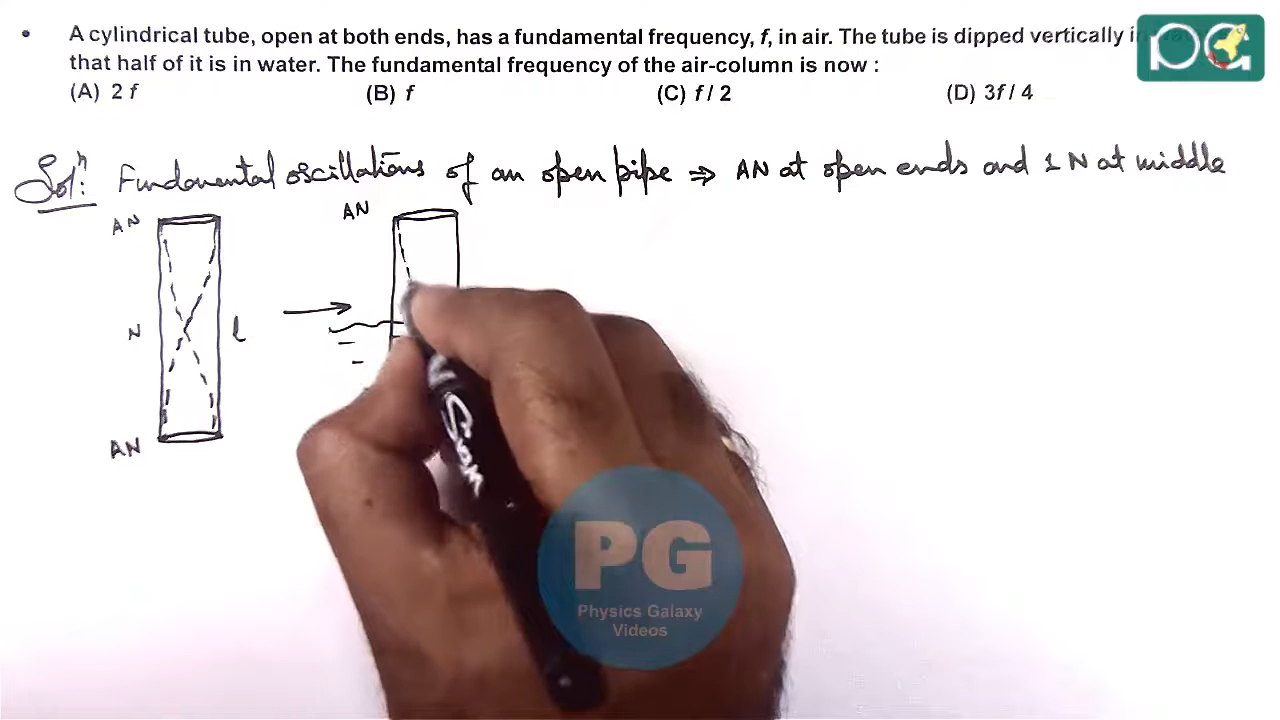 • A cylindrical tube, open at both ends, has a fundamental frequency, f, in air. The tube is dipped vertically
that half of it is in water. The fundamental frequency of the air-column is now :
(A) 2 f (B) f (C) f / 2 (D) 3f / 4
Solⁿ: Fundamental oscillations of an open pipe ⇒ AN at open ends and 1 N at middle
AN AN
N l
AN
PG
Physics Galaxy
Videos